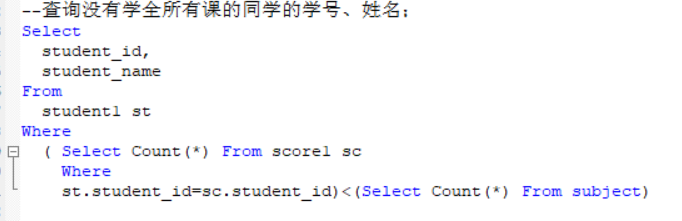 --查询没有学全所有课的同学的学号、姓名;
Select
student_id,
student_name
From
student1 st
Where
( Select Count(*) From score1 sc
Where
st.student_id=sc.student_id)<(Select Count(*) From subject)